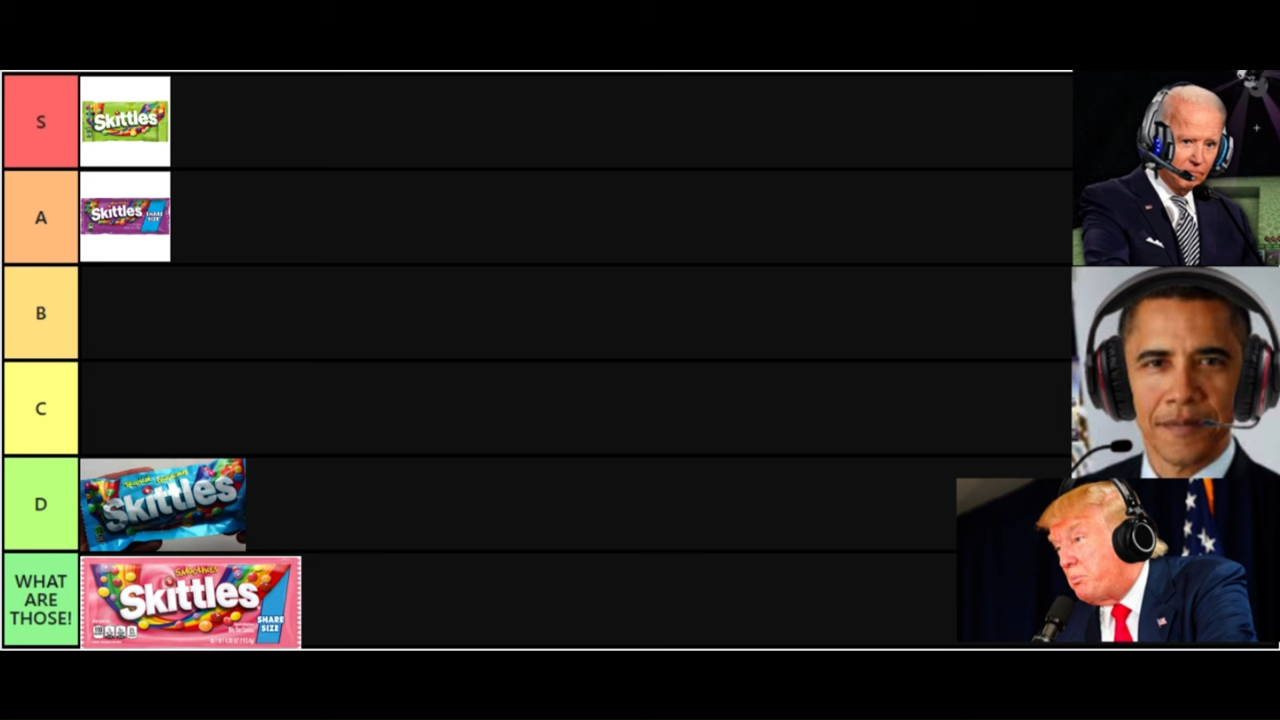 S
Skittles
A
Skittles
SHARE
SIZE
B
C
D
Skittles
WHAT
ARE
THOSE!
SMOOTHIES
Skittles
SHARE
SIZE